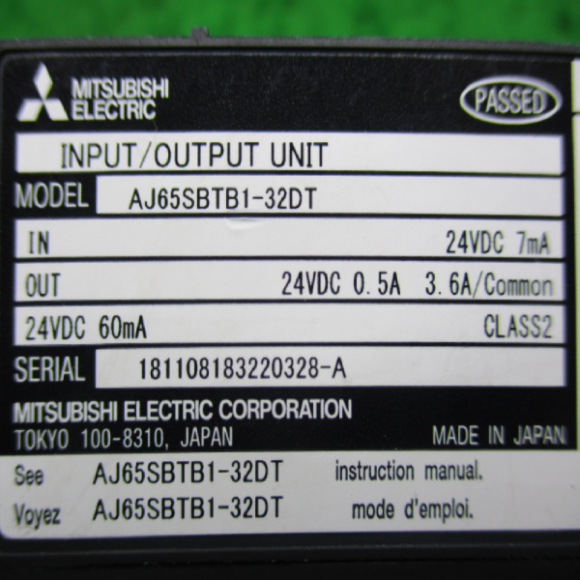 MITSUBISHI
ELECTRIC
PASSED
INPUT/OUTPUT UNIT
MODEL AJ65SBTB1-32DT
IN 24VDC 7mA
OUT 24VDC 0.5A 3.6A/Common
24VDC 60mA CLASS2
SERIAL 181108183220328-A
MITSUBISHI ELECTRIC CORPORATION
TOKYO 100-8310, JAPAN MADE IN JAPAN
See AJ65SBTB1-32DT instruction manual.
Voyez AJ65SBTB1-32DT mode d'emploi.